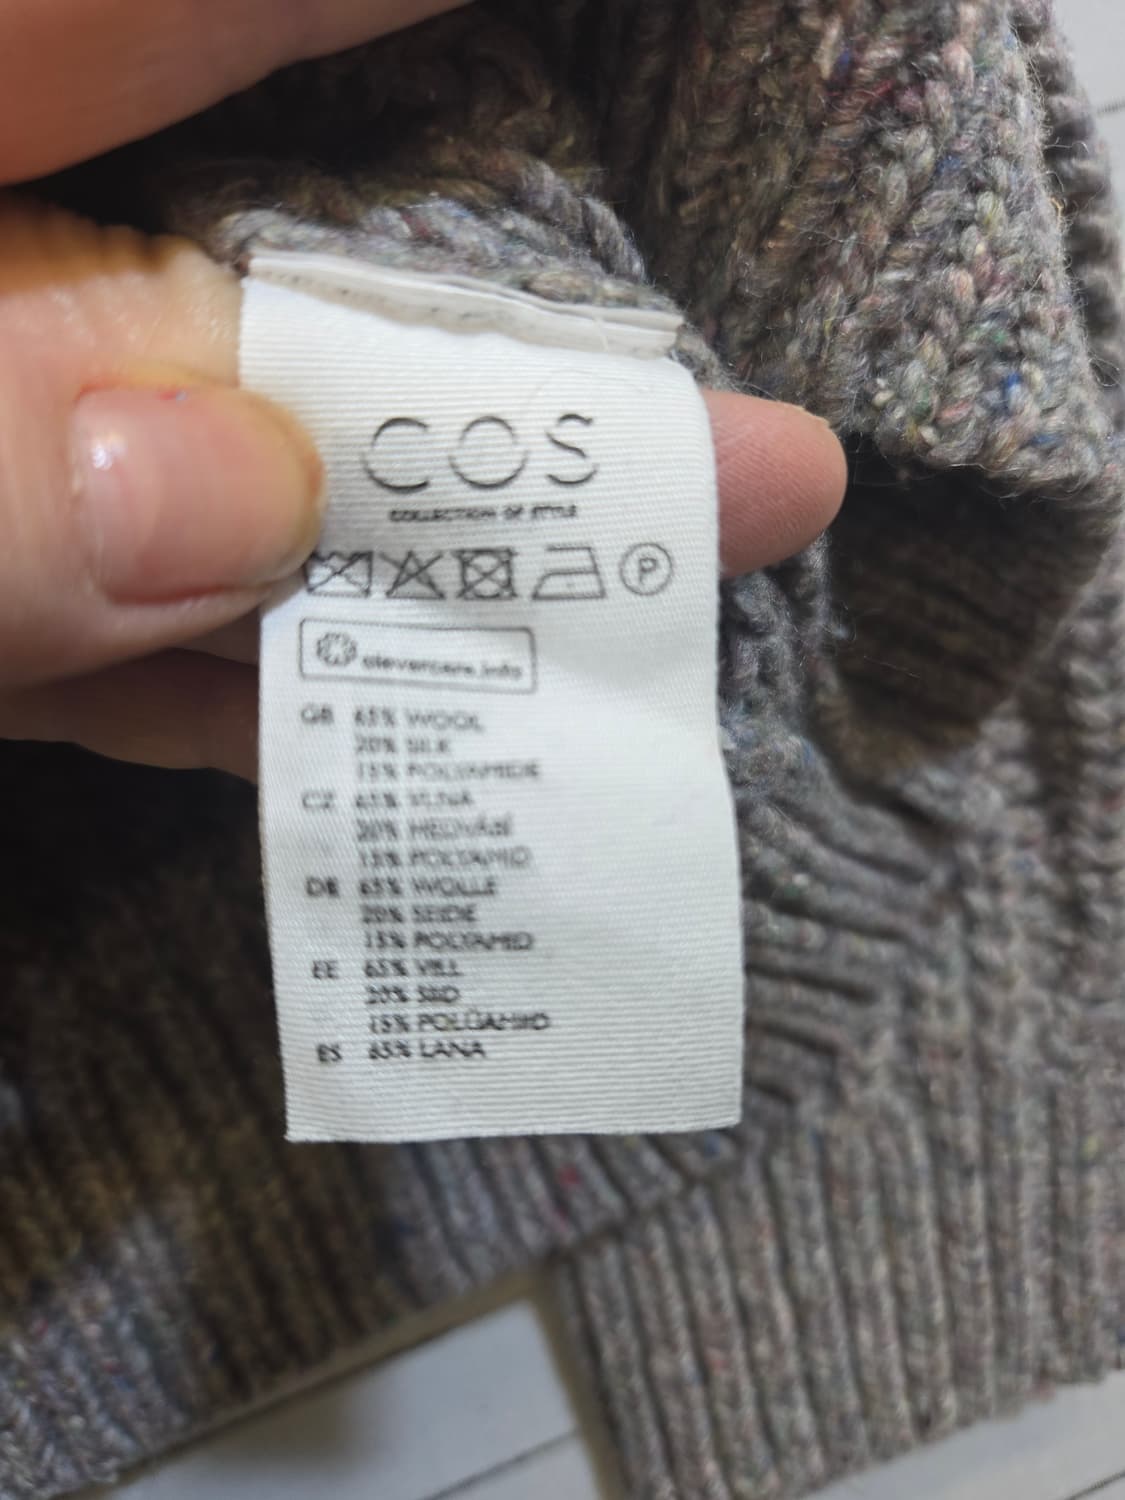 COS
COLLECTION OF STYLE
P
clevercare.info
GB 65% WOOL
20% SILK
15% POLYAMIDE
CZ 65% VLNA
20% HEDVÁBÍ
15% POLYAMID
DE 65% WOLLE
20% SEIDE
15% POLYAMID
EE 65% VILL
20% SIID
15% POLÜAMIID
ES 65% LANA